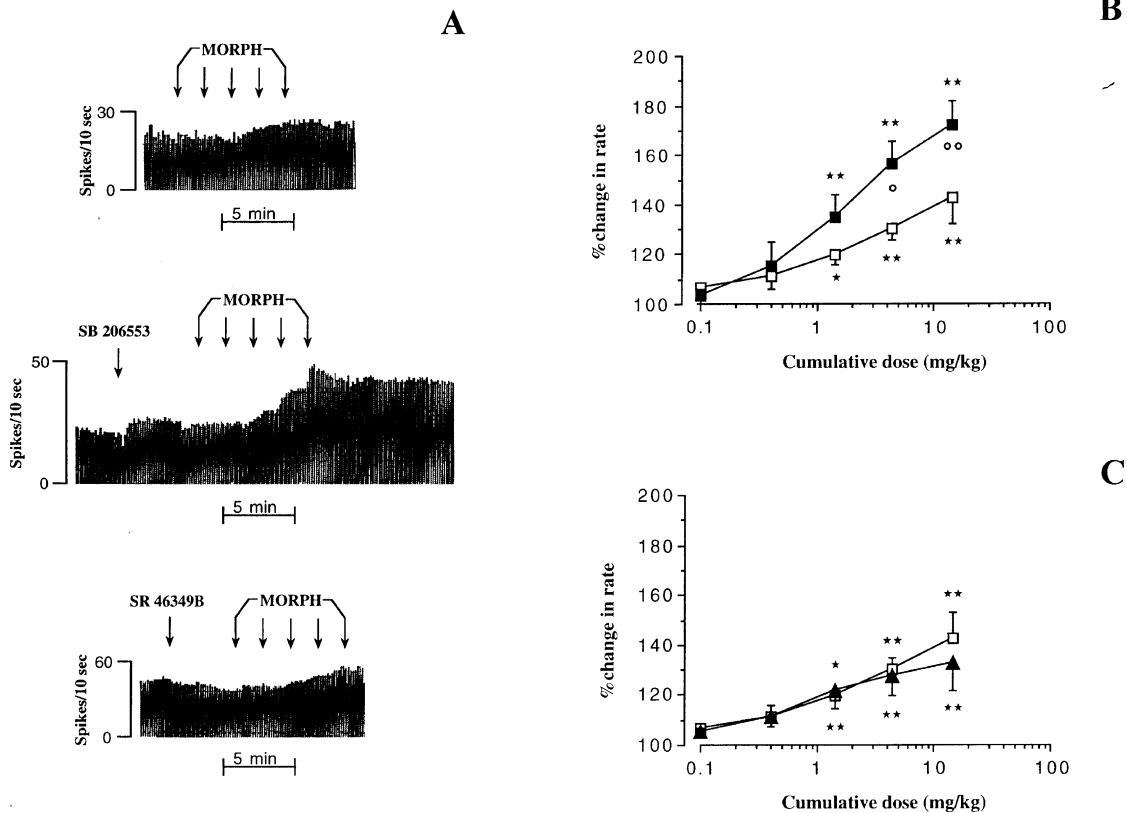 A
MORPH
Spikes/10 sec
30
0
5 min
MORPH
SB 206553
Spikes/10 sec
50
0
5 min
SR 46349B
MORPH
Spikes/10 sec
60
0
5 min
B
% change in rate
200
180
160
140
120
100
0.1
1
10
100
Cumulative dose (mg/kg)
C
% change in rate
200
180
160
140
120
100
0.1
1
10
100
Cumulative dose (mg/kg)